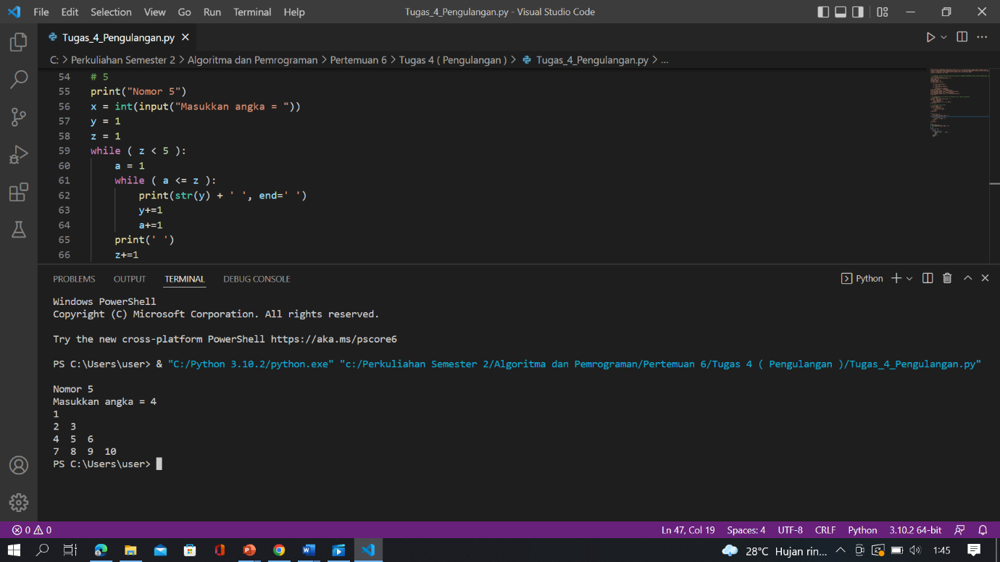 File Edit Selection View Go Run Terminal Help Tugas_4_Pengulangan.py - Visual Studio Code
Tugas_4_Pengulangan.py
C: > Perkuliahan Semester 2 > Algoritma dan Pemrograman > Pertemuan 6 > Tugas 4 ( Pengulangan ) > Tugas_4_Pengulangan.py > ...
54 # 5
55 print("Nomor 5")
56 x = int(input("Masukkan angka = "))
57 y = 1
58 z = 1
59 while ( z < 5 ):
60     a = 1
61     while ( a <= z ):
62         print(str(y) + ' ', end=' ')
63         y+=1
64         a+=1
65     print(' ')
66     z+=1
PROBLEMS OUTPUT TERMINAL DEBUG CONSOLE Python
Windows PowerShell
Copyright (C) Microsoft Corporation. All rights reserved.
Try the new cross-platform PowerShell https://aka.ms/pscore6
PS C:\Users\user> & "C:/Python 3.10.2/python.exe" "c:/Perkuliahan Semester 2/Algoritma dan Pemrograman/Pertemuan 6/Tugas 4 ( Pengulangan )/Tugas_4_Pengulangan.py"
Nomor 5
Masukkan angka = 4
1
2  3
4  5  6
7  8  9  10
PS C:\Users\user>
0 0 Ln 47, Col 19 Spaces: 4 UTF-8 CRLF Python 3.10.2 64-bit
28°C Hujan rin... 1:45